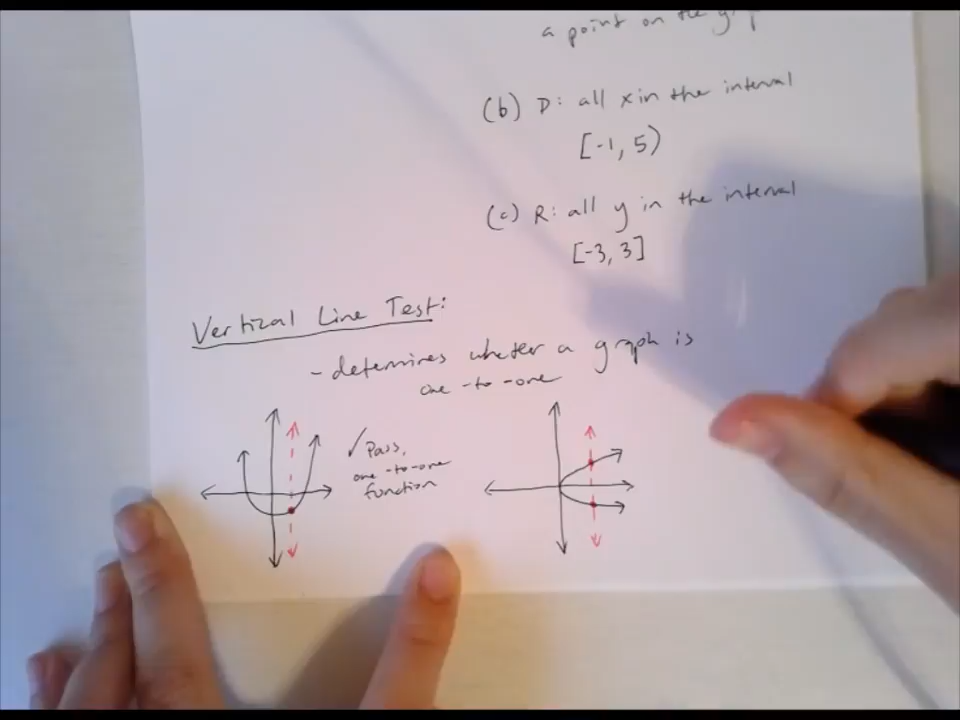 a point on the
(b) D: all x in the interval
[-1, 5)
(c) R: all y in the interval
[-3, 3]
Vertical Line Test:
- determines whether a graph is
one-to-one
✓ Pass,
one-to-one
function